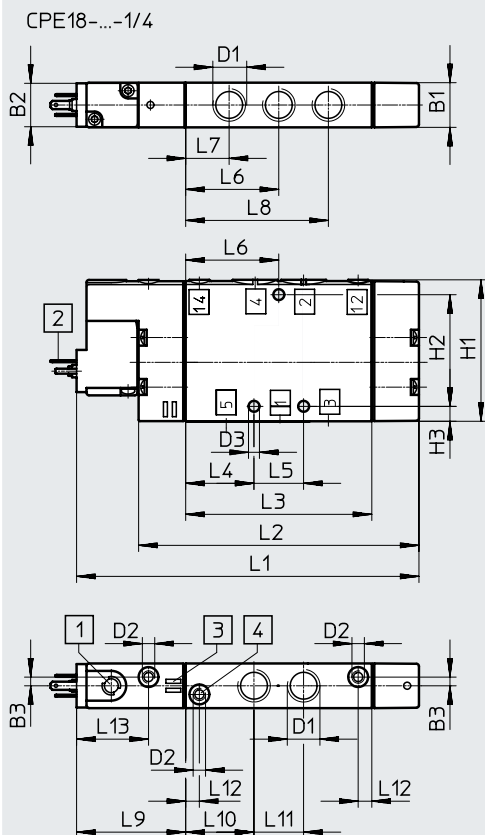 CPE18-...-1/4
D1
B2
B1
L7
L6
L8
L6
14
4
2
12
2
H2
H1
5
1
3
D3
H3
L4
L5
L3
L2
L1
1
D2
3
4
D2
B3
B3
L13
D2
D1
L12
L12
L9
L10
L11